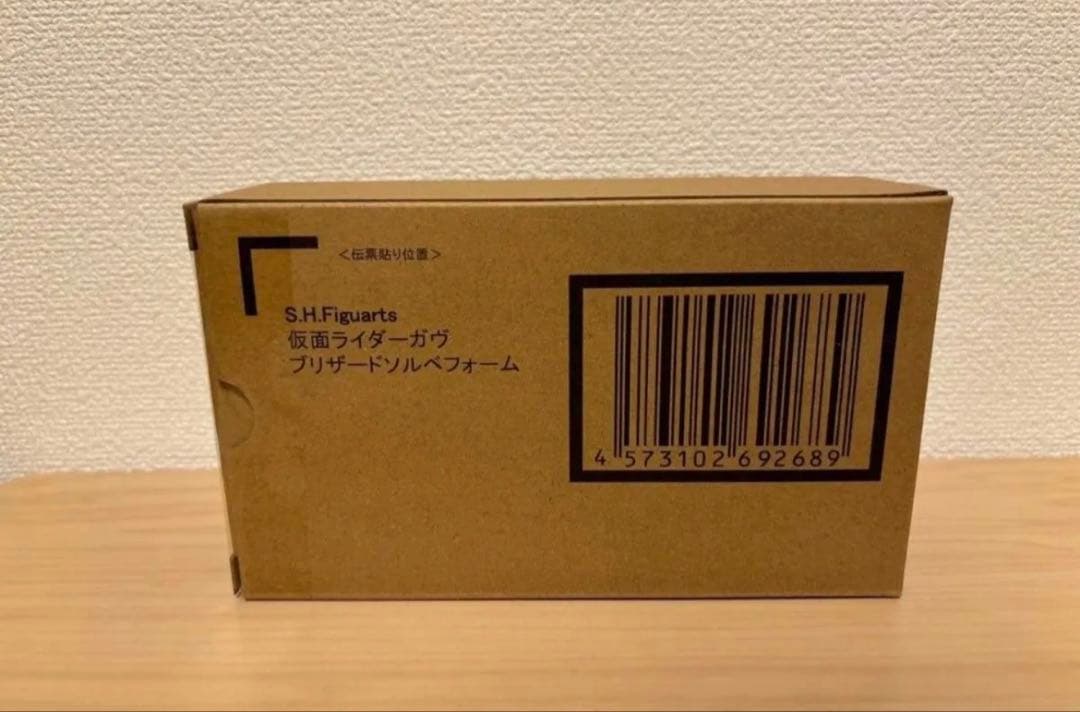 ＜伝票貼り位置＞
S.H.Figuarts
仮面ライダーガヴ
ブリザードソルベフォーム
4 573102 692689